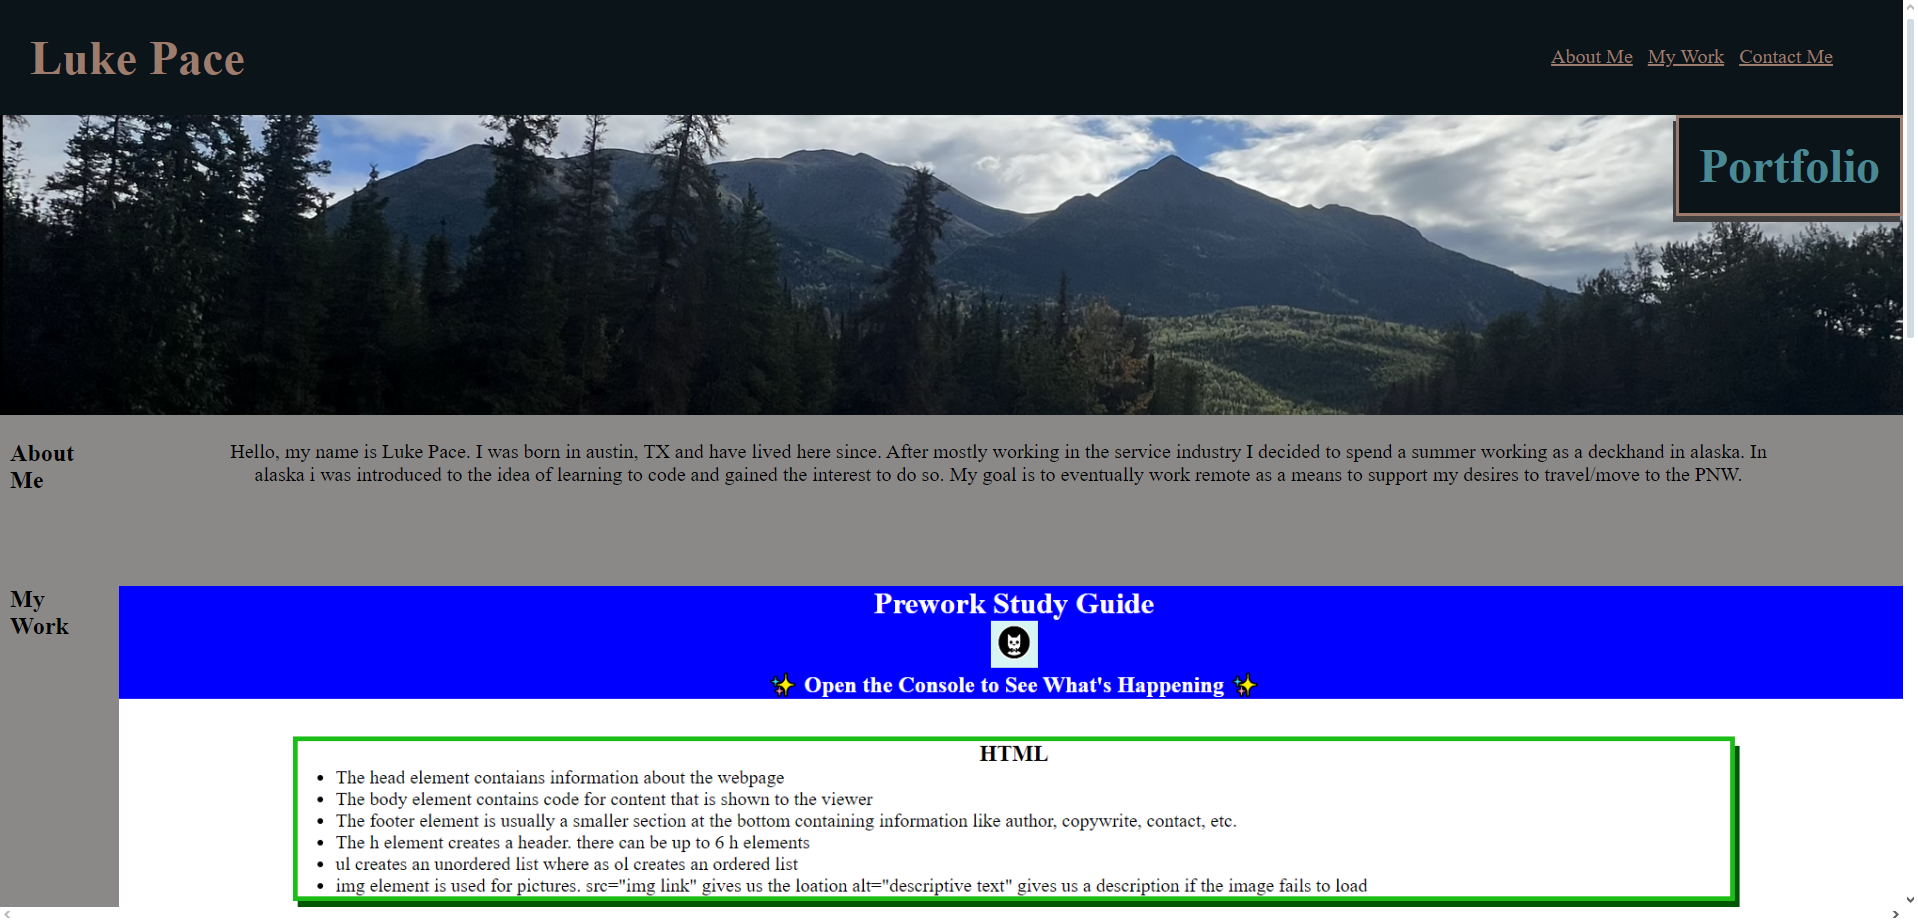 Luke Pace
About Me My Work Contact Me
Portfolio
About
Me
Hello, my name is Luke Pace. I was born in austin, TX and have lived here since. After mostly working in the service industry I decided to spend a summer working as a deckhand in alaska. In
alaska i was introduced to the idea of learning to code and gained the interest to do so. My goal is to eventually work remote as a means to support my desires to travel/move to the PNW.
My
Work
Prework Study Guide
✨ Open the Console to See What's Happening ✨
HTML
• The head element contaians information about the webpage
• The body element contains code for content that is shown to the viewer
• The footer element is usually a smaller section at the bottom containing information like author, copywrite, contact, etc.
• The h element creates a header. there can be up to 6 h elements
• ul creates an unordered list where as ol creates an ordered list
• img element is used for pictures. src="img link" gives us the loation alt="descriptive text" gives us a description if the image fails to load